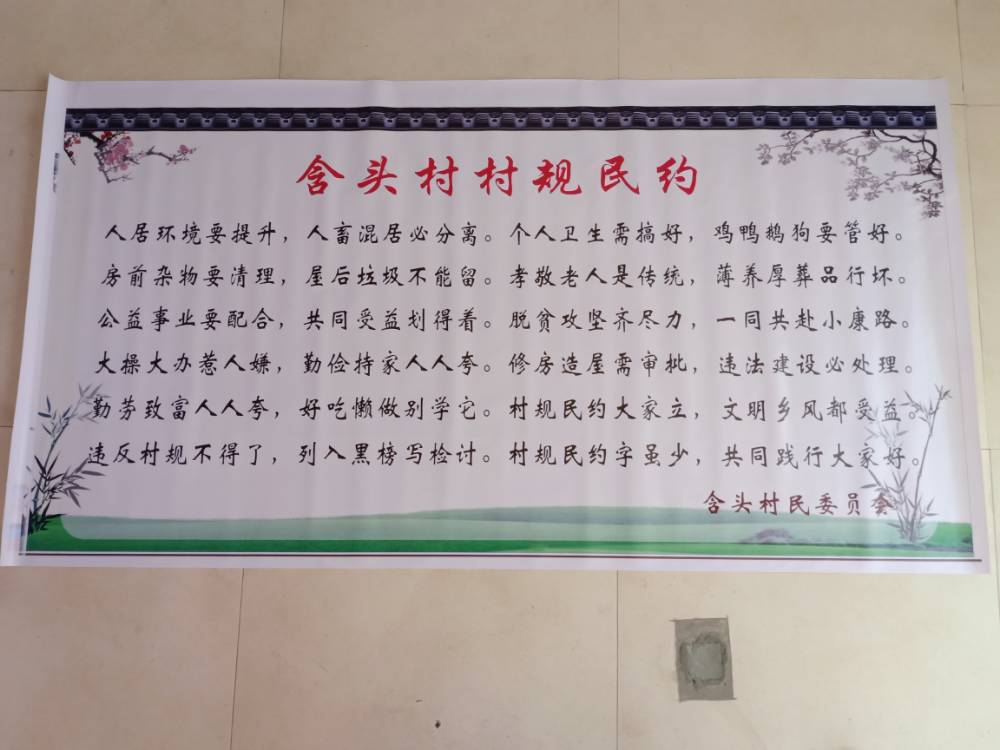 含头村村规民约
人居环境要提升，人畜混居必分离。个人卫生需搞好，鸡鸭鹅狗要管好。
房前杂物要清理，屋后垃圾不能留。孝敬老人是传统，薄养厚葬品行坏。
公益事业要配合，共同受益划得着。脱贫攻坚齐尽力，一同共赴小康路。
大操大办惹人嫌，勤俭持家人人夸。修房造屋需审批，违法建设必处理。
勤劳致富人人夸，好吃懒做别学它。村规民约大家立，文明乡风都受益。
违反村规不得了，列入黑榜写检讨。村规民约字虽少，共同践行大家好。
含头村民委员会